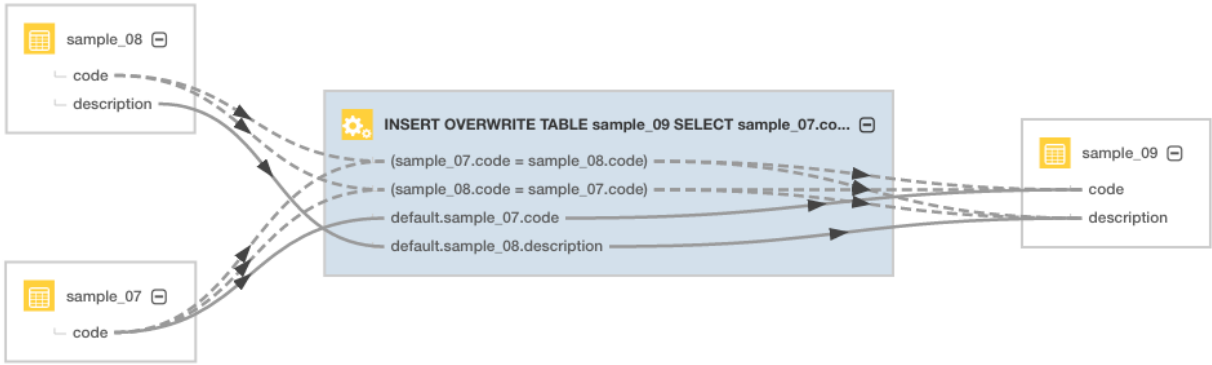 sample_08
code
description
INSERT OVERWRITE TABLE sample_09 SELECT sample_07.co...
(sample_07.code = sample_08.code)
(sample_08.code = sample_07.code)
default.sample_07.code
default.sample_08.description
sample_09
code
description
sample_07
code